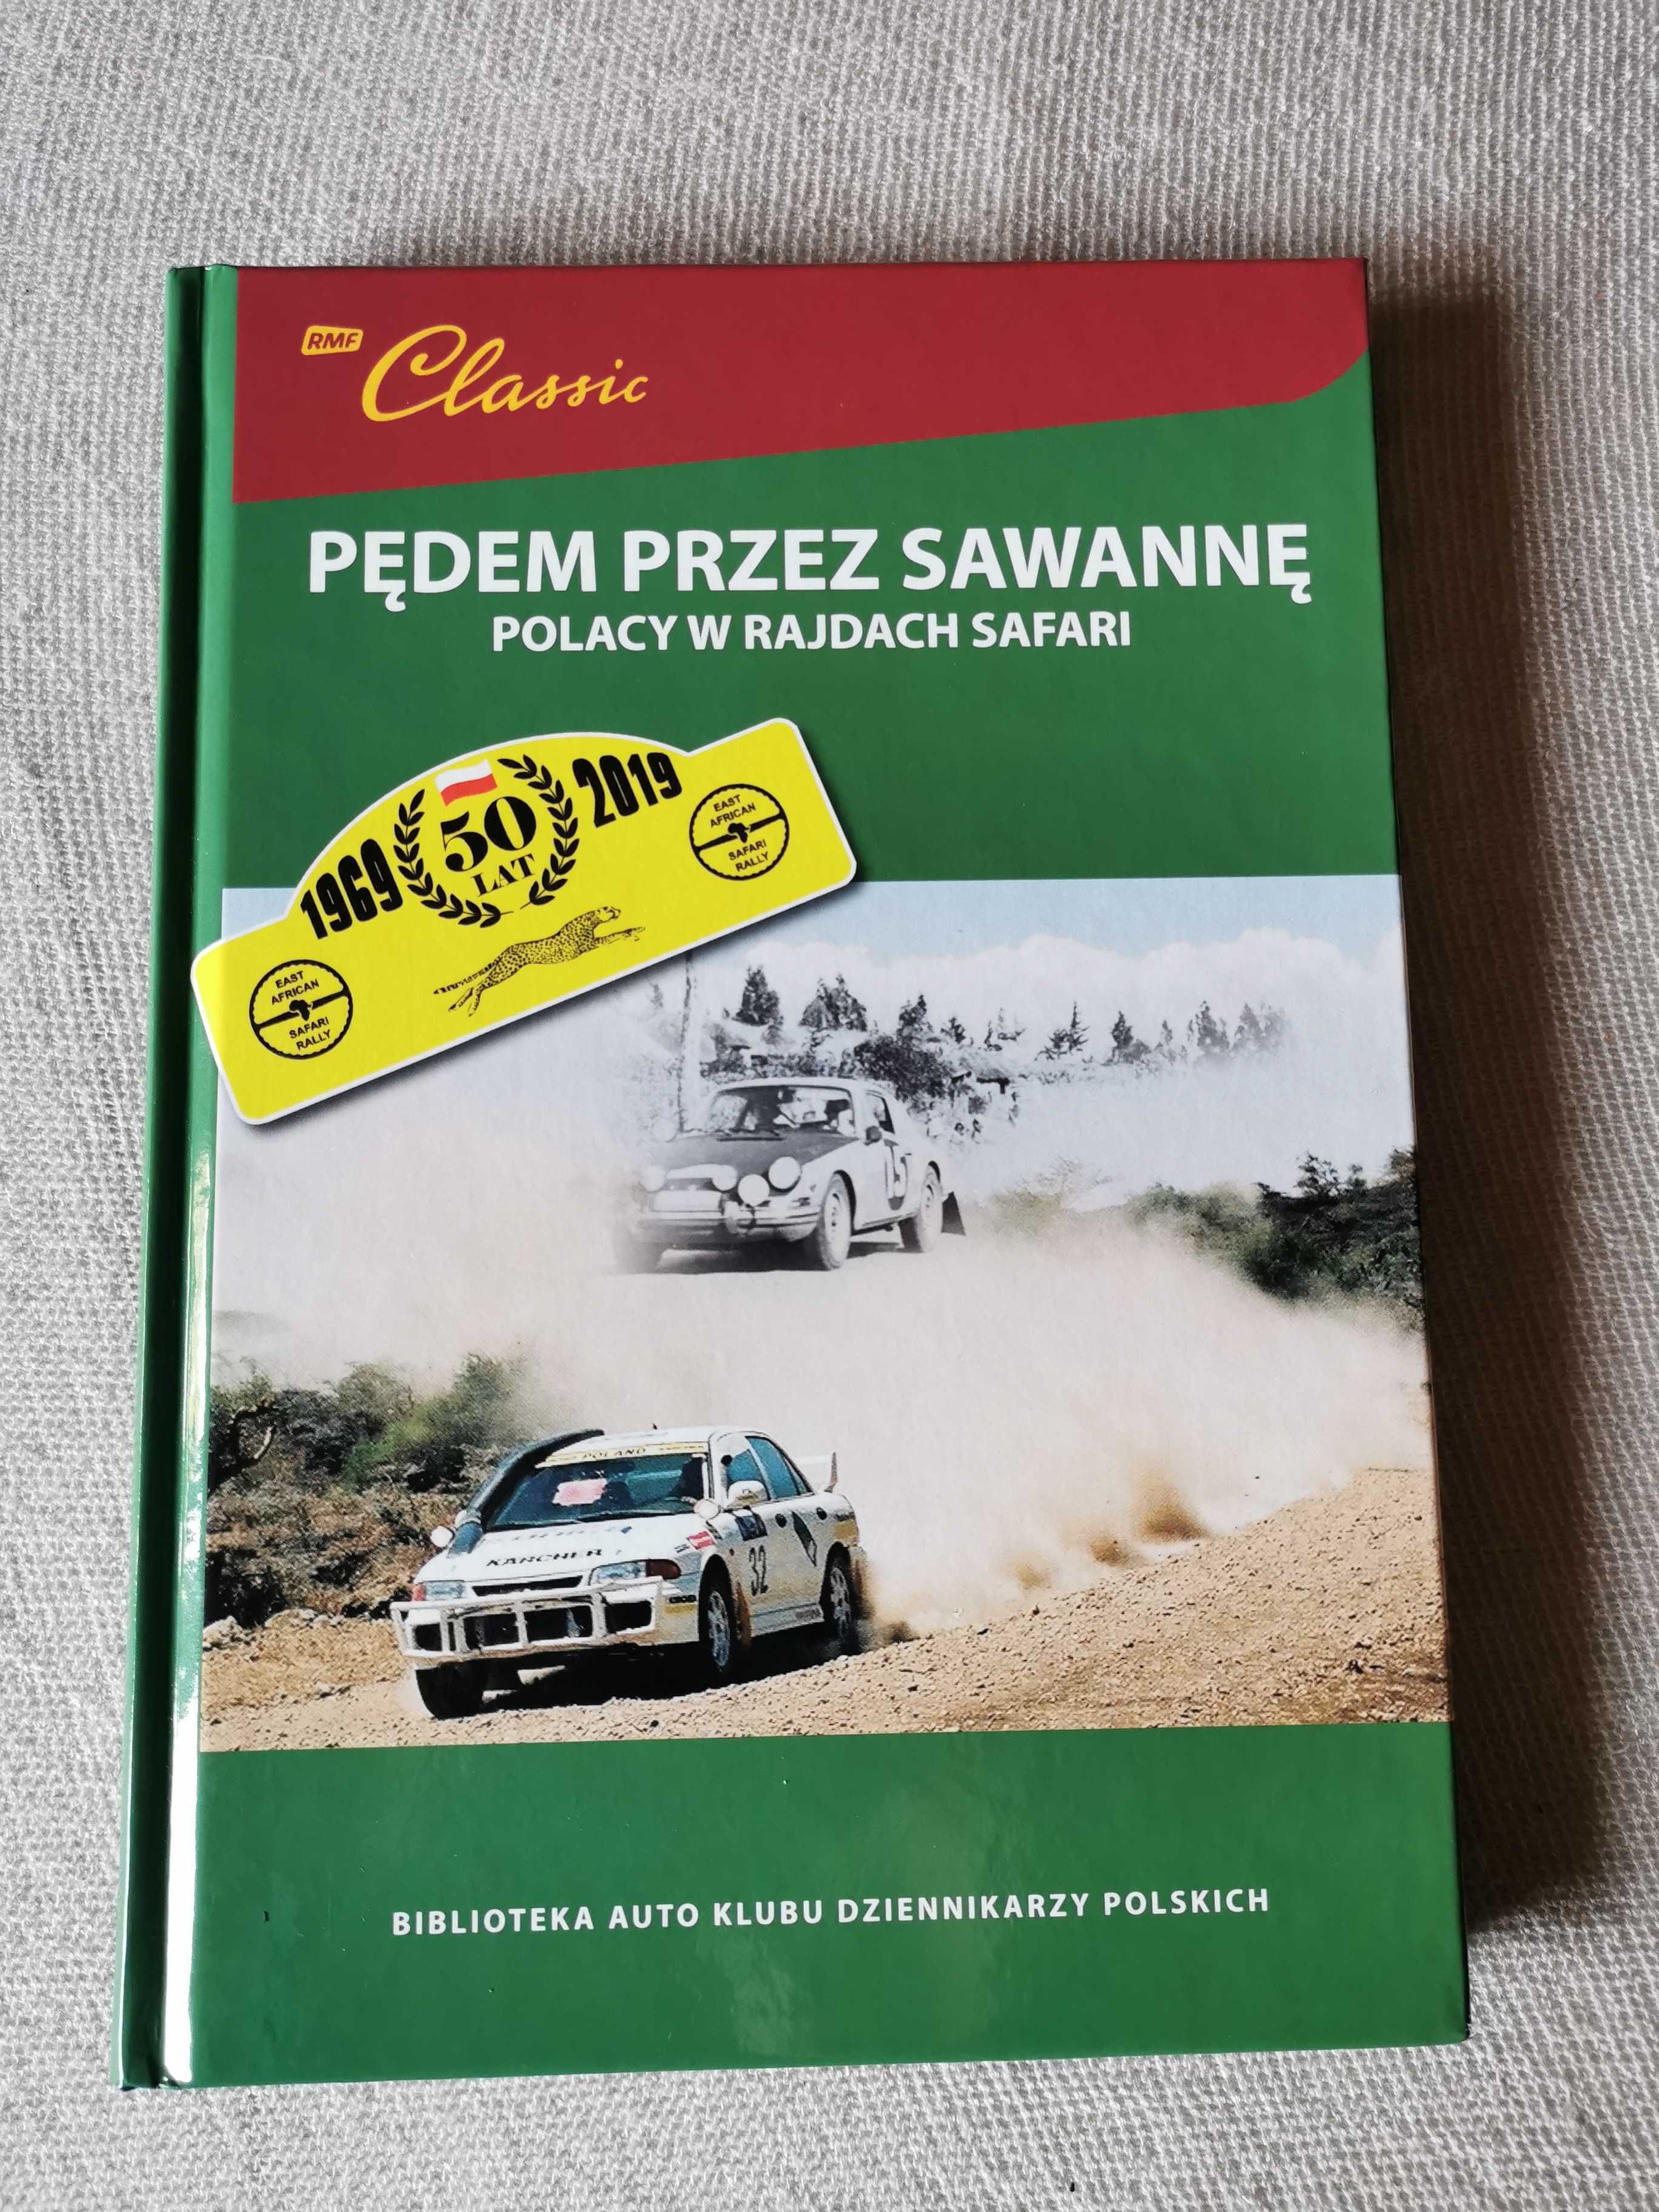 RMF
Classic
PĘDEM PRZEZ SAWANNĘ
POLACY W RAJDACH SAFARI
1969 50 2019
LAT
EAST
AFRICAN
SAFARI
RALLY
EAST
AFRICAN
SAFARI
RALLY
POLAND
KÄRCHER
32
BIBLIOTEKA AUTO KLUBU DZIENNIKARZY POLSKICH